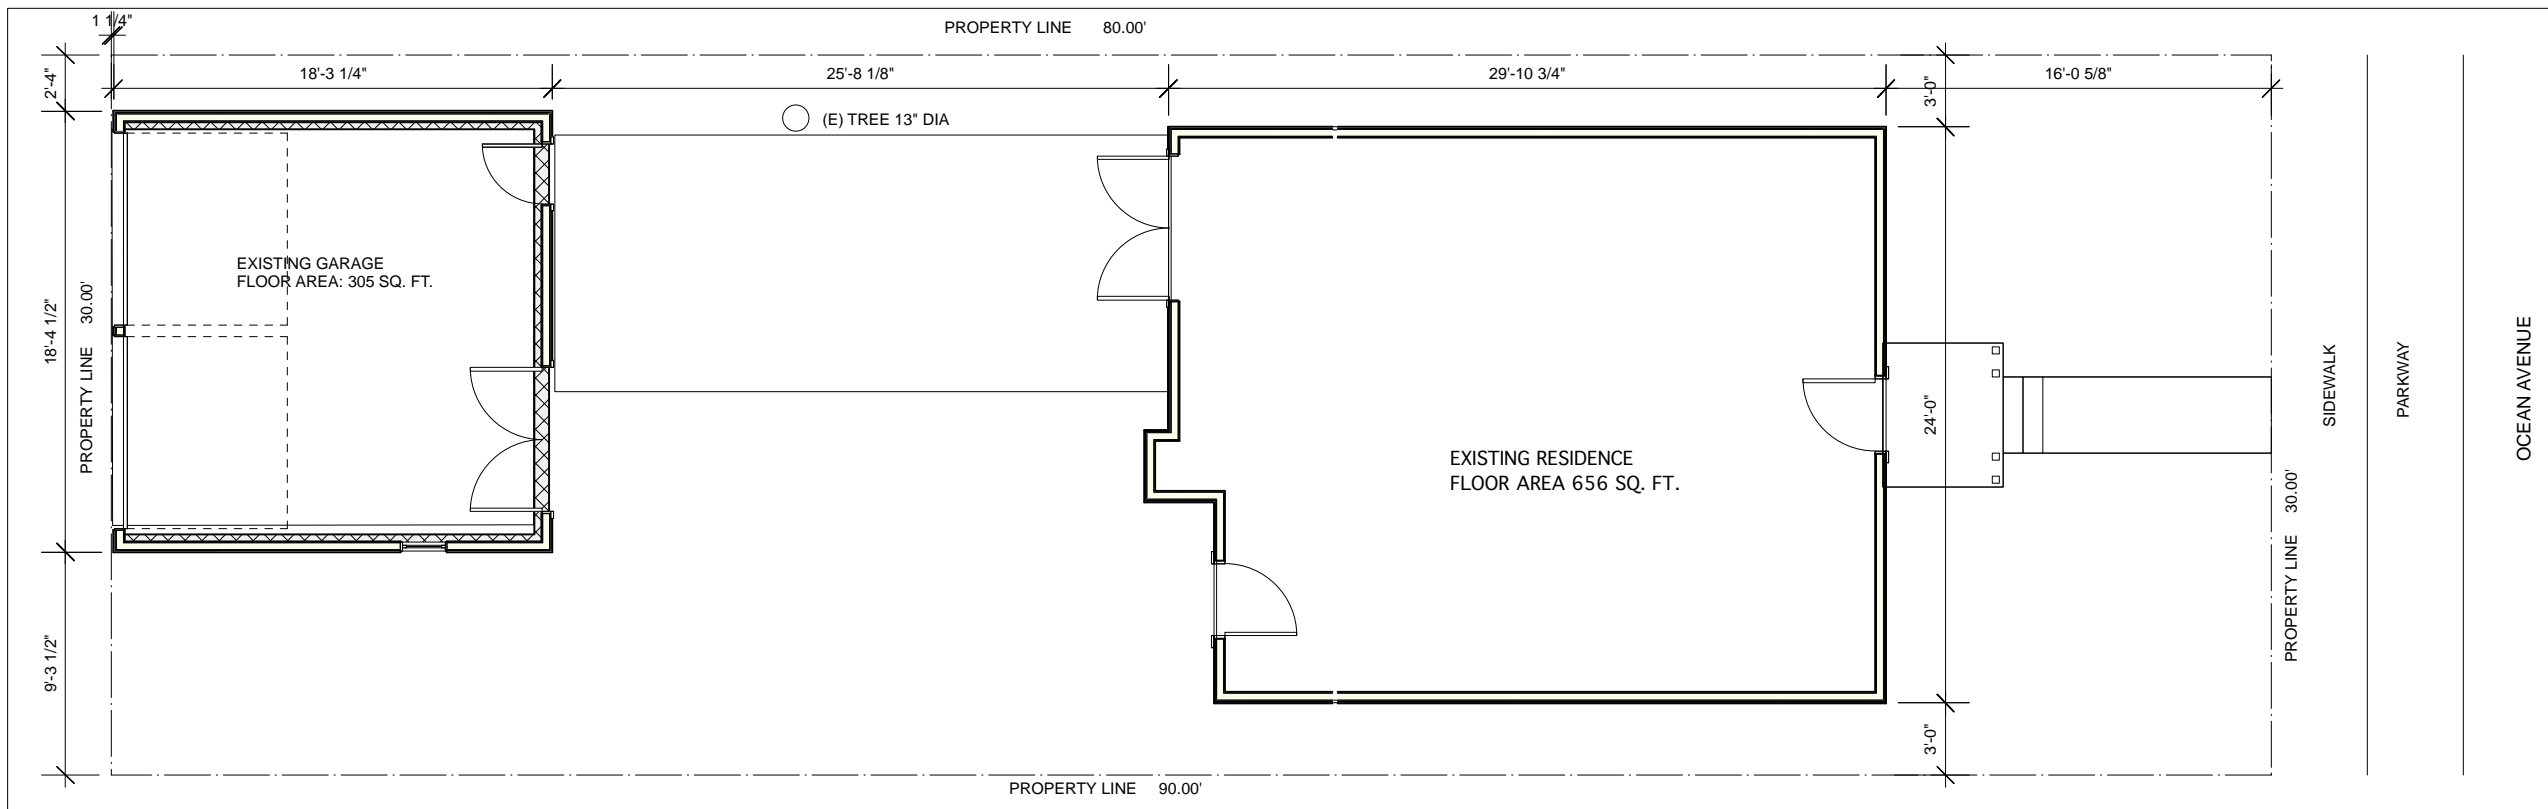 1 1/4"
PROPERTY LINE 80.00'
2'-4"
18'-3 1/4"
25'-8 1/8"
29'-10 3/4"
3'-0"
16'-0 5/8"
(E) TREE 13" DIA
EXISTING GARAGE
FLOOR AREA: 305 SQ. FT.
18'-4 1/2"
PROPERTY LINE 30.00'
EXISTING RESIDENCE
FLOOR AREA 656 SQ. FT.
24'-0"
PROPERTY LINE 30.00'
SIDEWALK
PARKWAY
OCEAN AVENUE
9'-3 1/2"
3'-0"
PROPERTY LINE 90.00'